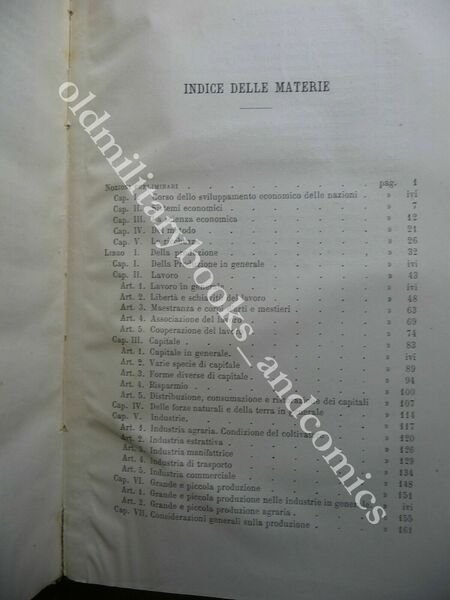 INDICE DELLE MATERIE
NOZIONI PRELIMINARI pag. 1
Cap. I. Corso dello sviluppamento economico delle nazioni ivi
Cap. II. Sistemi economici » 7
Cap. III. La scienza economica » 12
Cap. IV. Del metodo » 21
Cap. V. » 26
LIBRO I. Della Produzione » 32
Cap. I. Della Produzione in generale ivi
Cap. II. Lavoro » 43
Art. 1. Lavoro in generale ivi
Art. 2. Libertà e schiavitù del lavoro » 48
Art. 3. Maestranza e corpi d'arti e mestieri » 63
Art. 4. Associazione del lavoro » 69
Art. 5. Cooperazione del lavoro » 74
Cap. III. Capitale » 83
Art. 1. Capitale in generale. ivi
Art. 2. Varie specie di capitale » 89
Art. 3. Forme diverse di capitale » 94
Art. 4. Risparmio » 100
Art. 5. Distribuzione, consumazione e ristorazione dei capitali » 107
Cap. IV. Delle forze naturali e della terra in generale » 114
Cap. V. Industrie. » 117
Art. 1. Industria agraria. Condizione del coltivatore » 120
Art. 2. Industria estrattiva » 126
Art. 3. Industria manifattrice » 129
Art. 4. Industria di trasporto » 134
Art. 5. Industria commerciale » 148
Cap. VI. Grande e piccola produzione » 151
Art. 1. Grande e piccola produzione nelle industrie in generale ivi
Art. 2. Grande e piccola produzione agraria. » 155
Cap. VII. Considerazioni generali sulla produzione » 161
oldmilitarybooks_andcomics